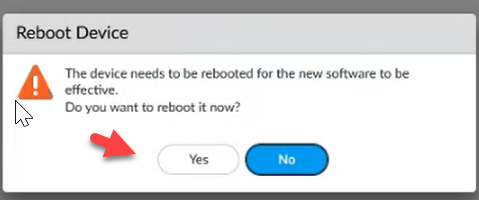 Reboot Device
The device needs to be rebooted for the new software to be
effective.
Do you want to reboot it now?
Yes
No